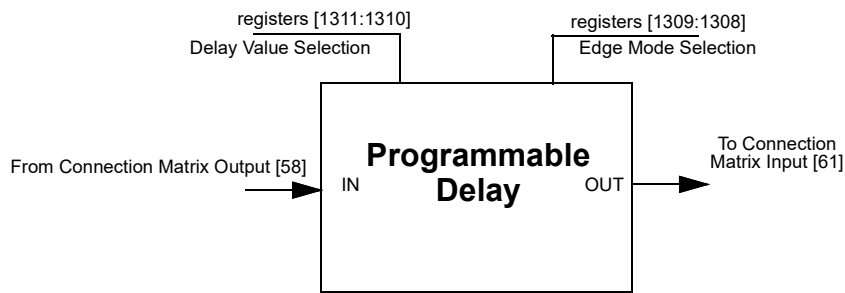 registers [1311:1310]
Delay Value Selection
registers [1309:1308]
Edge Mode Selection
From Connection Matrix Output [58]
IN
Programmable
Delay
OUT
To Connection
Matrix Input [61]